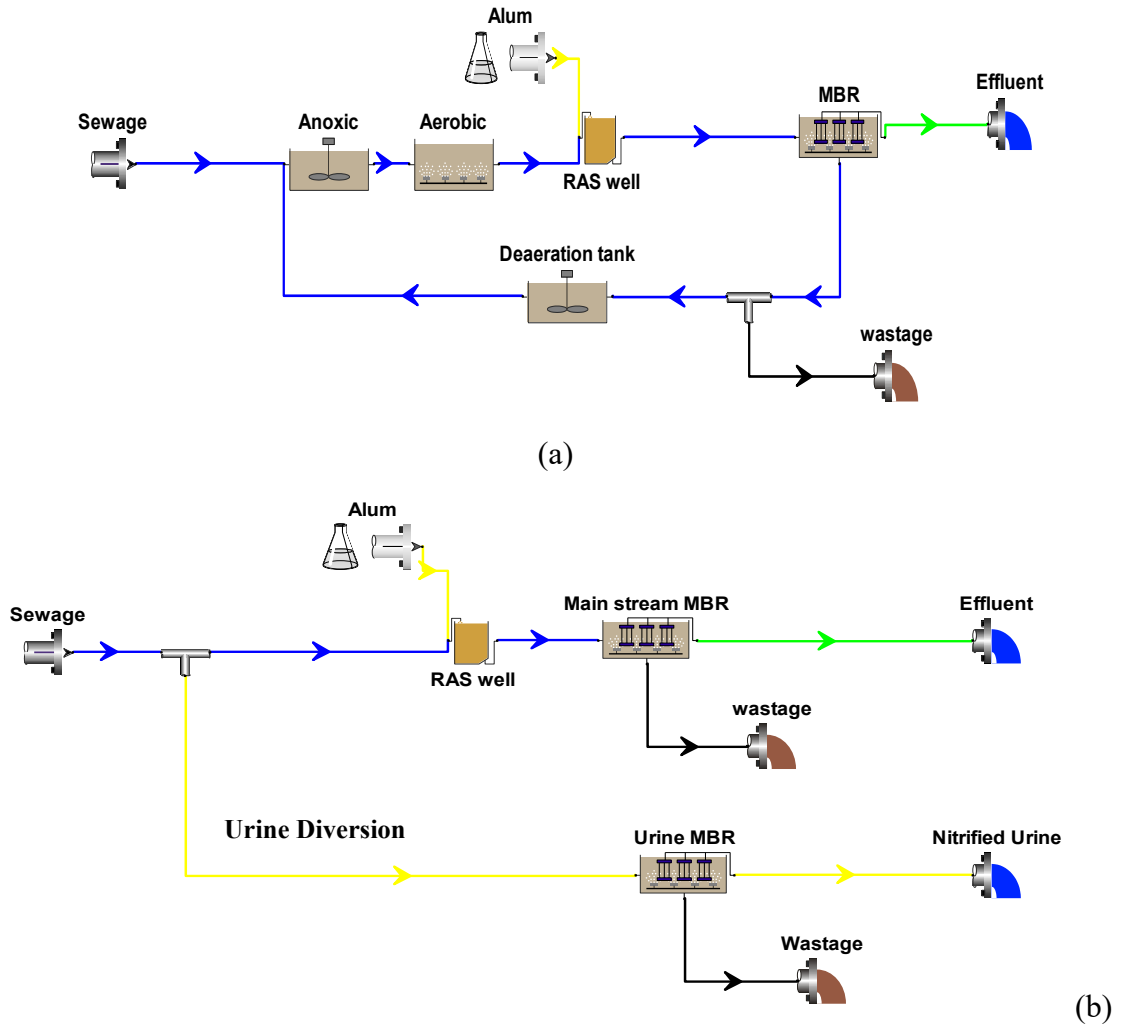 Alum
Sewage
Anoxic
Aerobic
RAS well
MBR
Effluent
Deaeration tank
wastage
(a)
Alum
Sewage
RAS well
Main stream MBR
Effluent
wastage
Urine Diversion
Urine MBR
Nitrified Urine
Wastage
(b)